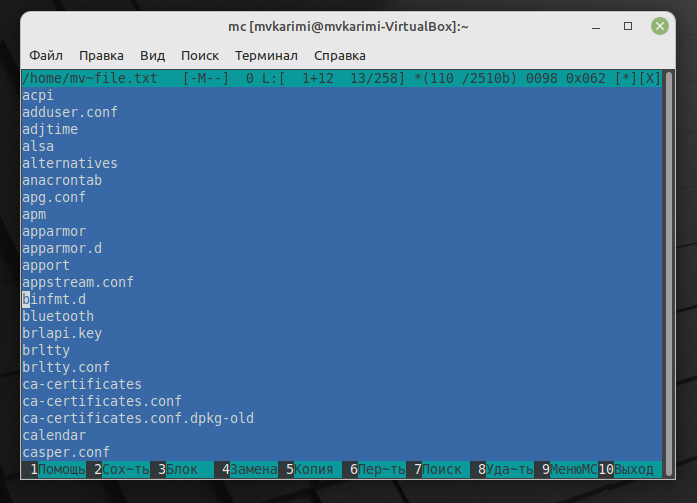 mc [mvkarimi@mvkarimi-VirtualBox]:~
Файл Правка Вид Поиск Терминал Справка
/home/mv~file.txt [-M--] 0 L:[ 1+12 13/258] *(110 /2510b) 0098 0x062 [*][X]
acpi
adduser.conf
adjtime
alsa
alternatives
anacrontab
apg.conf
apm
apparmor
apparmor.d
apport
appstream.conf
binfmt.d
bluetooth
brlapi.key
brltty
brltty.conf
ca-certificates
ca-certificates.conf
ca-certificates.conf.dpkg-old
calendar
casper.conf
1Помощь 2Сох~ть 3Блок 4Замена 5Копия 6Пер~ть 7Поиск 8Уда~ть 9МенюMC 10Выход